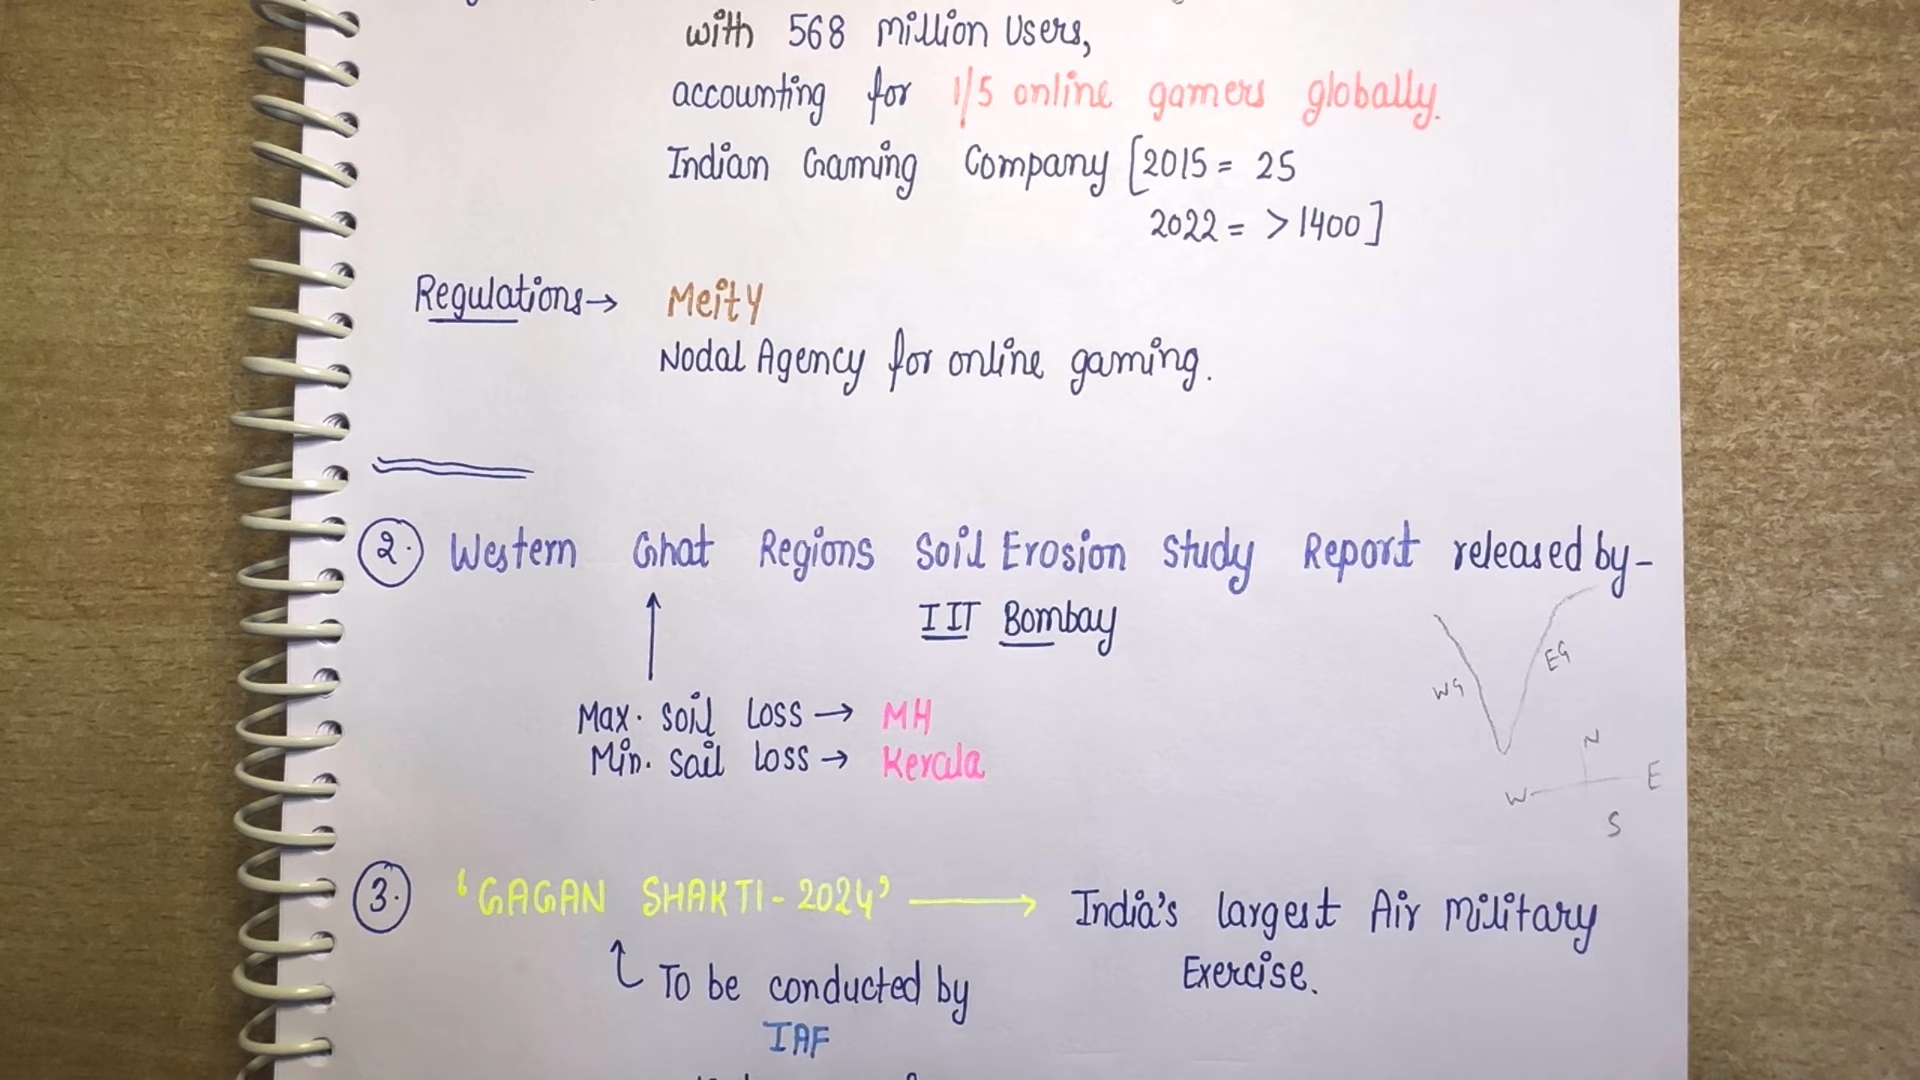 with 568 million Users,
accounting for 1/5 online gamers globally.
Indian Gaming Company [2015 = 25
2022 = > 1400]
Regulations → MeitY
Nodal Agency for online gaming.
2. Western Ghat Regions Soil Erosion Study Report released by -
IIT Bombay
Max. soil loss → MH
Min. sail loss → Kerala
WG EG
N
W E
S
3. 'GAGAN SHAKTI - 2024' → India's largest Air military
Exercise.
To be conducted by
IAF